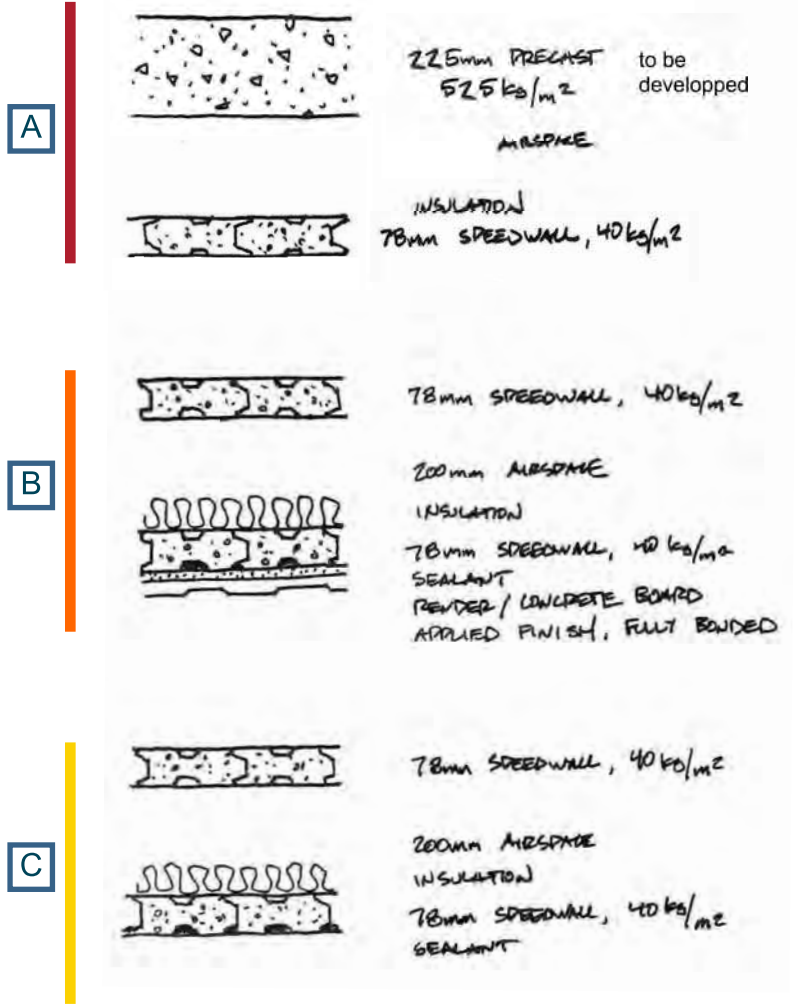 A
225mm PRECAST to be
525kg/m2 developped
AIRSPACE
INSULATION
78mm SPEEDWALL, 40kg/m2
B
78mm SPEEDWALL, 40kg/m2
200mm AIRSPACE
INSULATION
78mm SPEEDWALL, 40 kg/m2
SEALANT
RENDER / CONCRETE BOARD
APPLIED FINISH, FULLY BONDED
C
78mm SPEEDWALL, 40kg/m2
200mm AIRSPACE
INSULATION
78mm SPEEDWALL, 40kg/m2
SEALANT